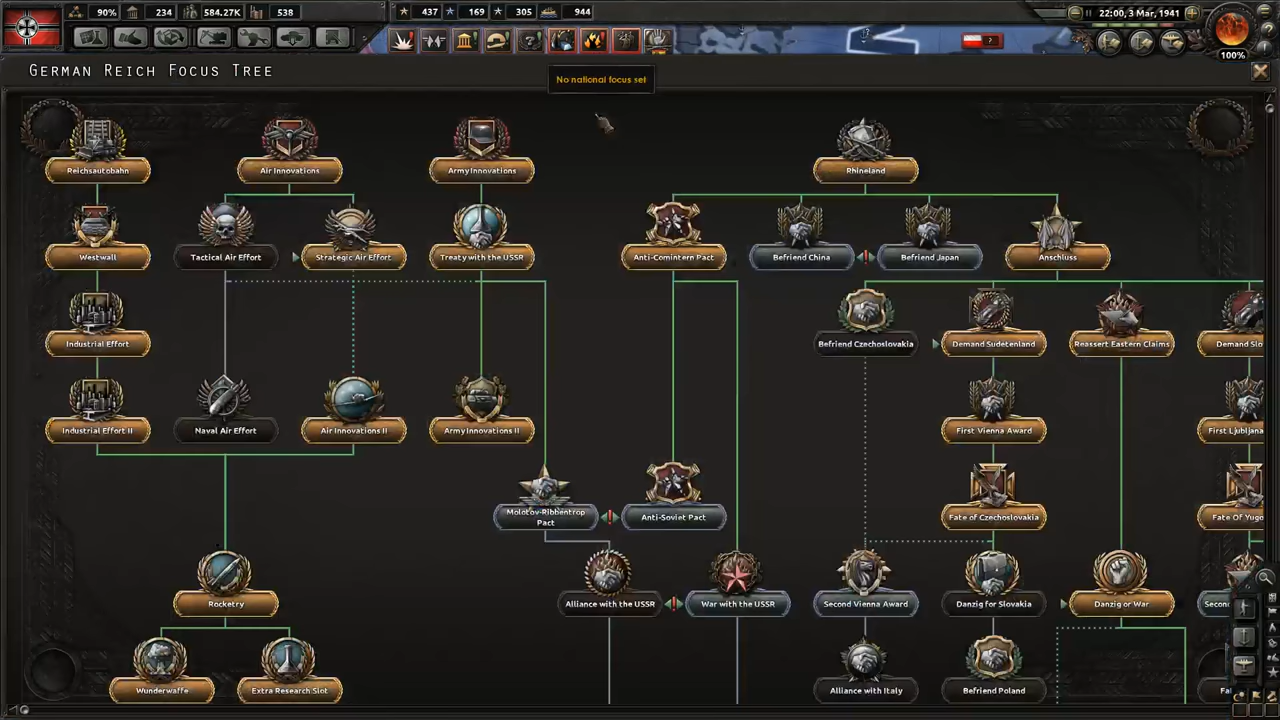 90% 234 584.27K 538 437 169 305 944 22:00, 3 Mar, 1941
100%
German Reich Focus Tree
No national focus set
Reichsautobahn Air Innovations Army Innovations Rhineland
Westwall Tactical Air Effort Strategic Air Effort Treaty with the USSR Anti-Comintern Pact Befriend China Befriend Japan Anschluss
Industrial Effort Befriend Czechoslovakia Demand Sudetenland Reassert Eastern Claims Demand Slo
Industrial Effort II Naval Air Effort Air Innovations II Army Innovations II First Vienna Award First Ljubljana
Molotov-Ribbentrop
Pact
Anti-Soviet Pact Fate of Czechoslovakia Fate Of Yugo
Rocketry Alliance with the USSR War with the USSR Second Vienna Award Danzig for Slovakia Danzig or War Second
Wunderwaffe Extra Research Slot Alliance with Italy Befriend Poland